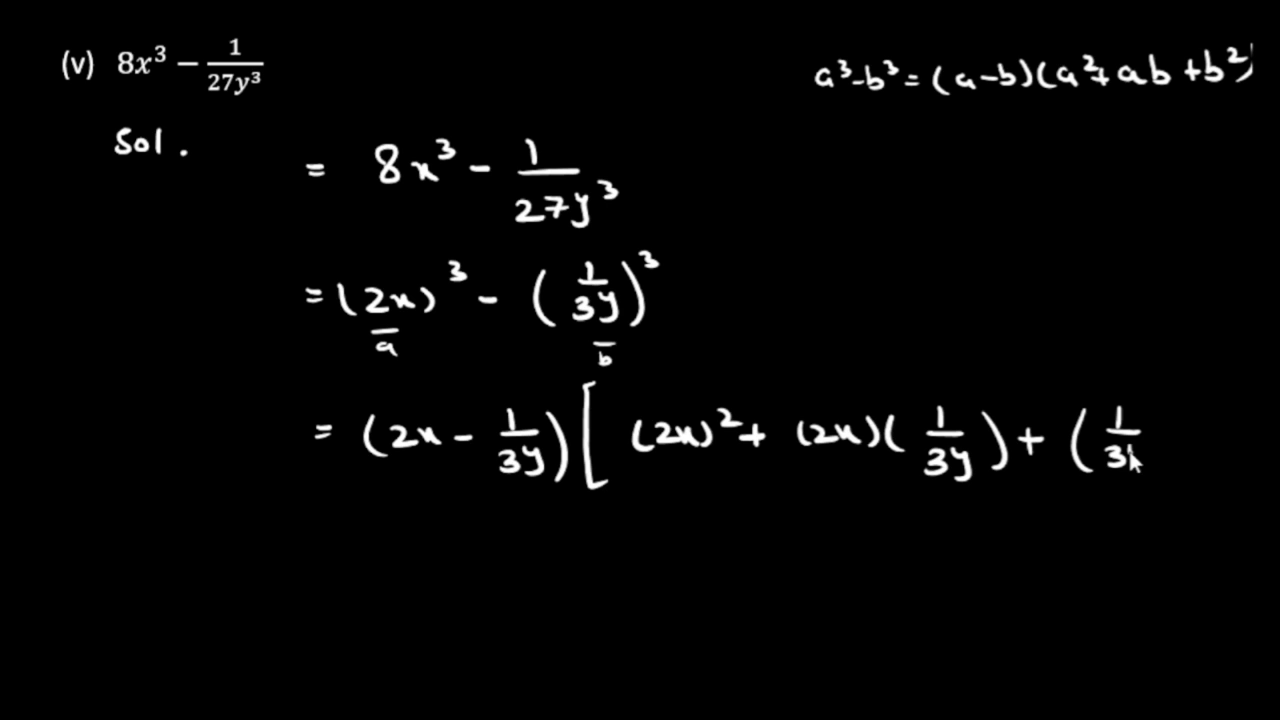 (v) 8x³ − 1/27y³
a³-b³ = (a-b)(a²+ab+b²)
Sol.
= 8x³ - 1/27y³
= (2x)³ - (1/3y)³
a b
= (2x - 1/3y) [ (2x)² + (2x)(1/3y) + (1/3